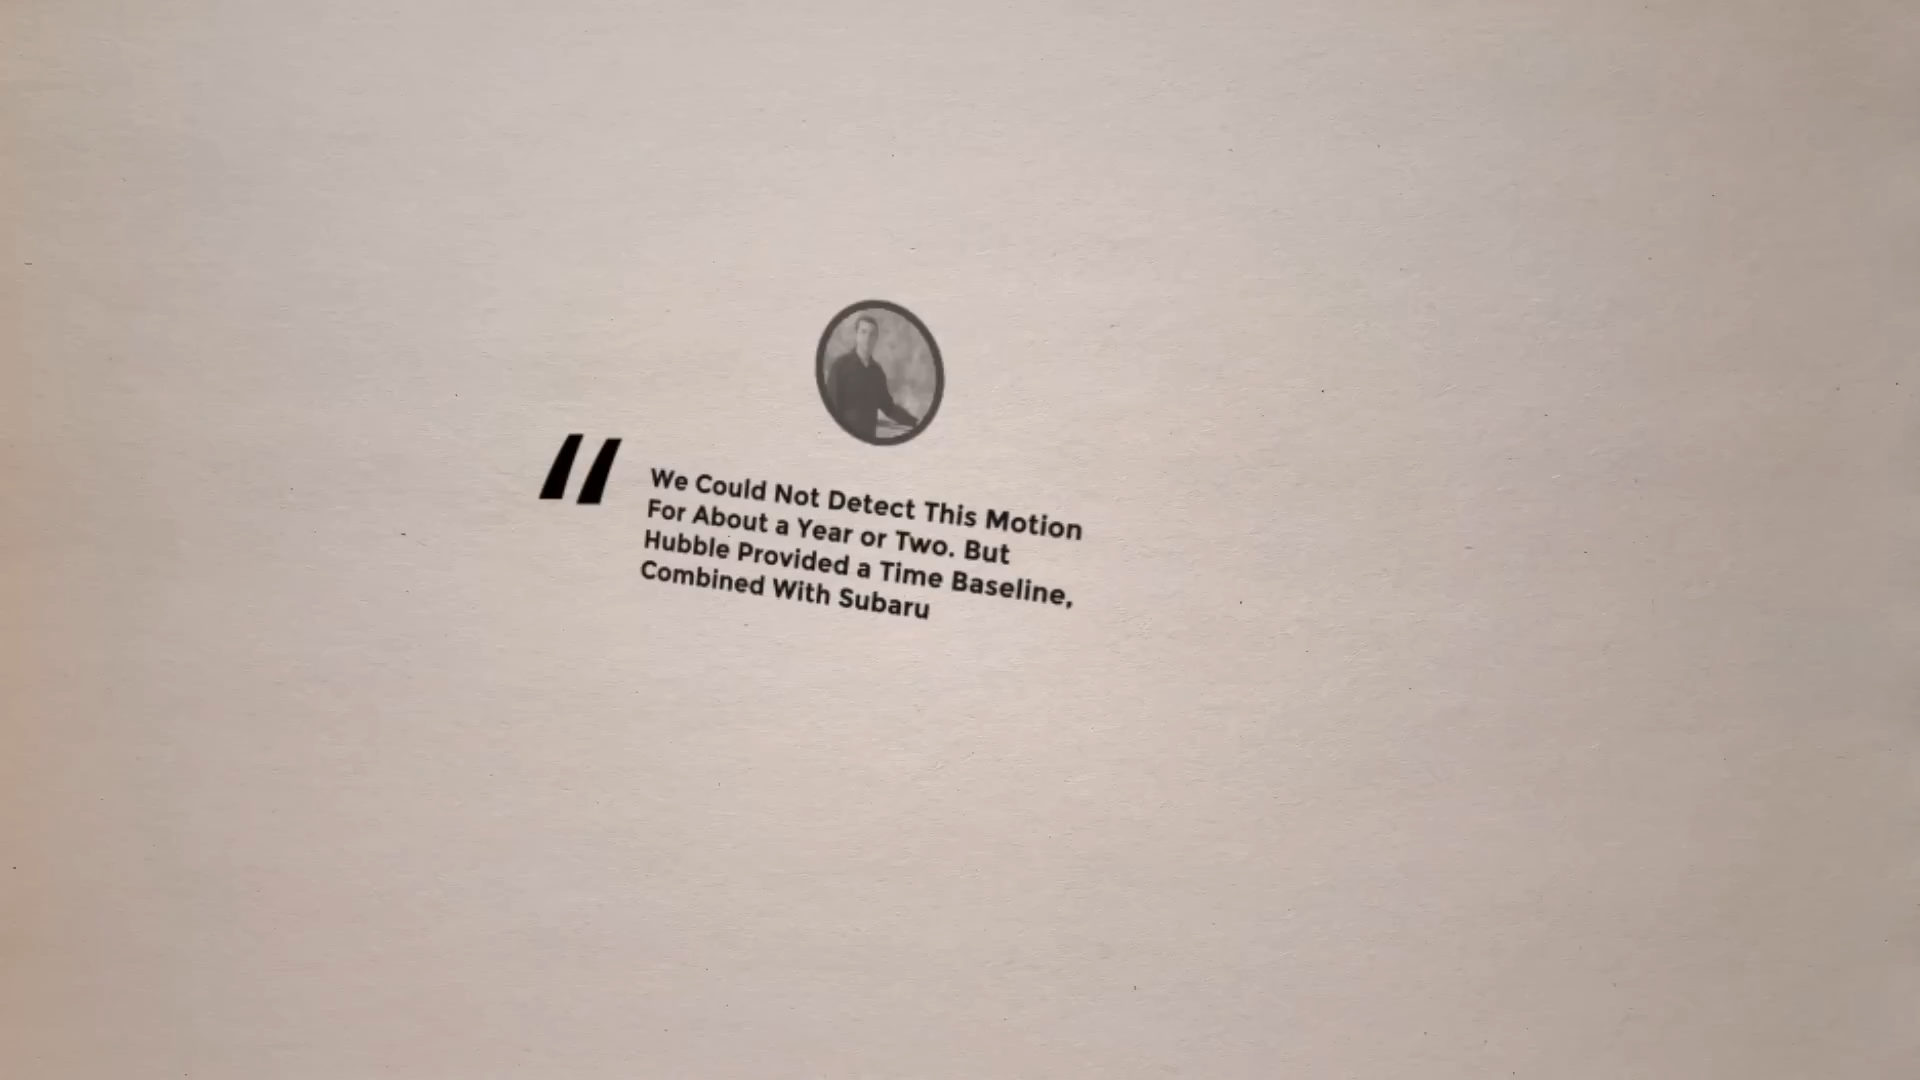 “
We Could Not Detect This Motion
For About a Year or Two. But
Hubble Provided a Time Baseline,
Combined With Subaru